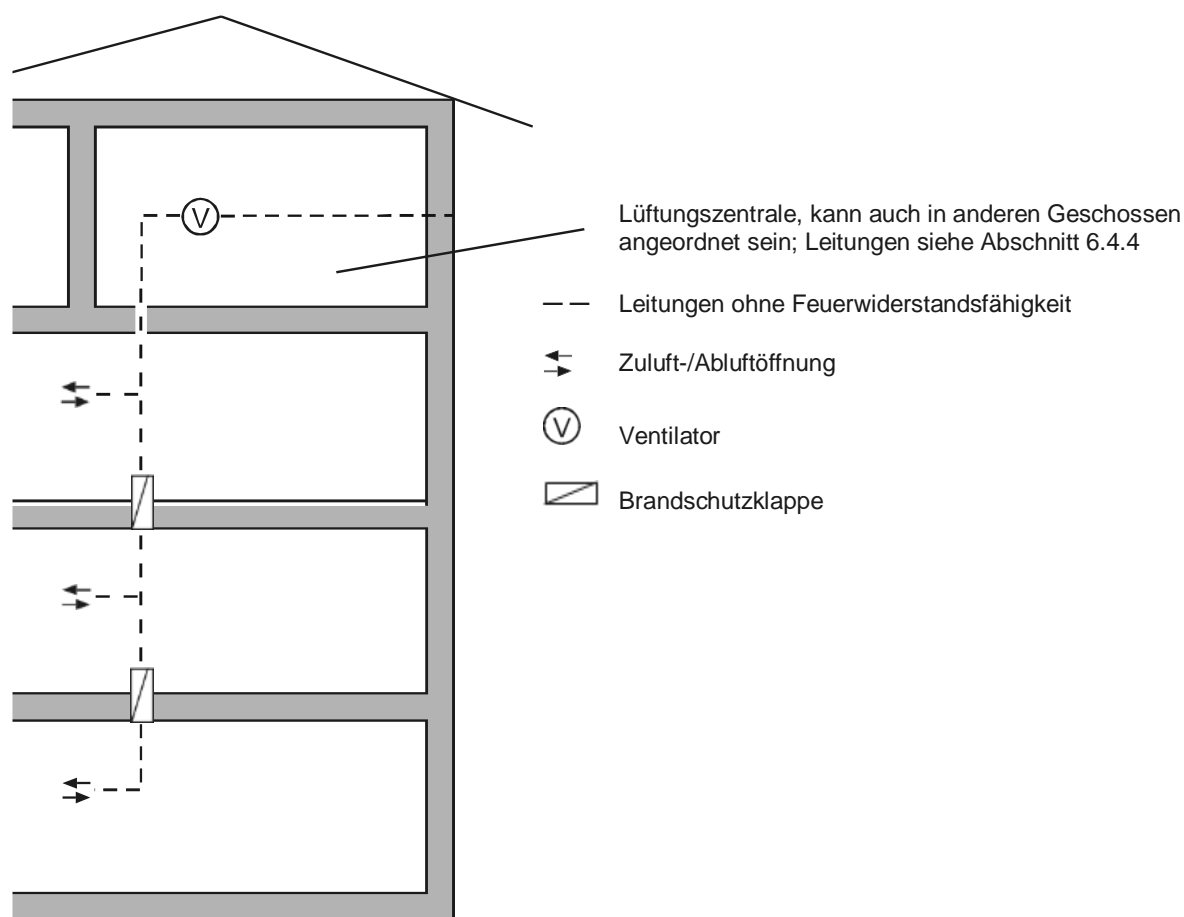 V
Lüftungszentrale, kann auch in anderen Geschossen
angeordnet sein; Leitungen siehe Abschnitt 6.4.4
Leitungen ohne Feuerwiderstandsfähigkeit
Zuluft-/Abluftöffnung
V Ventilator
Brandschutzklappe